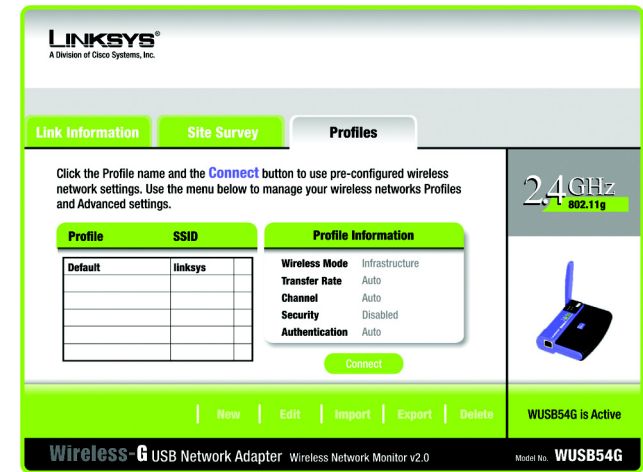 LINKSYS®
A Division of Cisco Systems, Inc.
Link Information
Site Survey
Profiles
Click the Profile name and the Connect button to use pre-configured wireless
network settings. Use the menu below to manage your wireless networks Profiles
and Advanced settings.
2.4GHz
802.11g
Profile SSID
Default linksys
Profile Information
Wireless Mode Infrastructure
Transfer Rate Auto
Channel Auto
Security Disabled
Authentication Auto
Connect
New | Edit | Import | Export | Delete
WUSB54G is Active
Wireless-G USB Network Adapter Wireless Network Monitor v2.0
Model No. WUSB54G